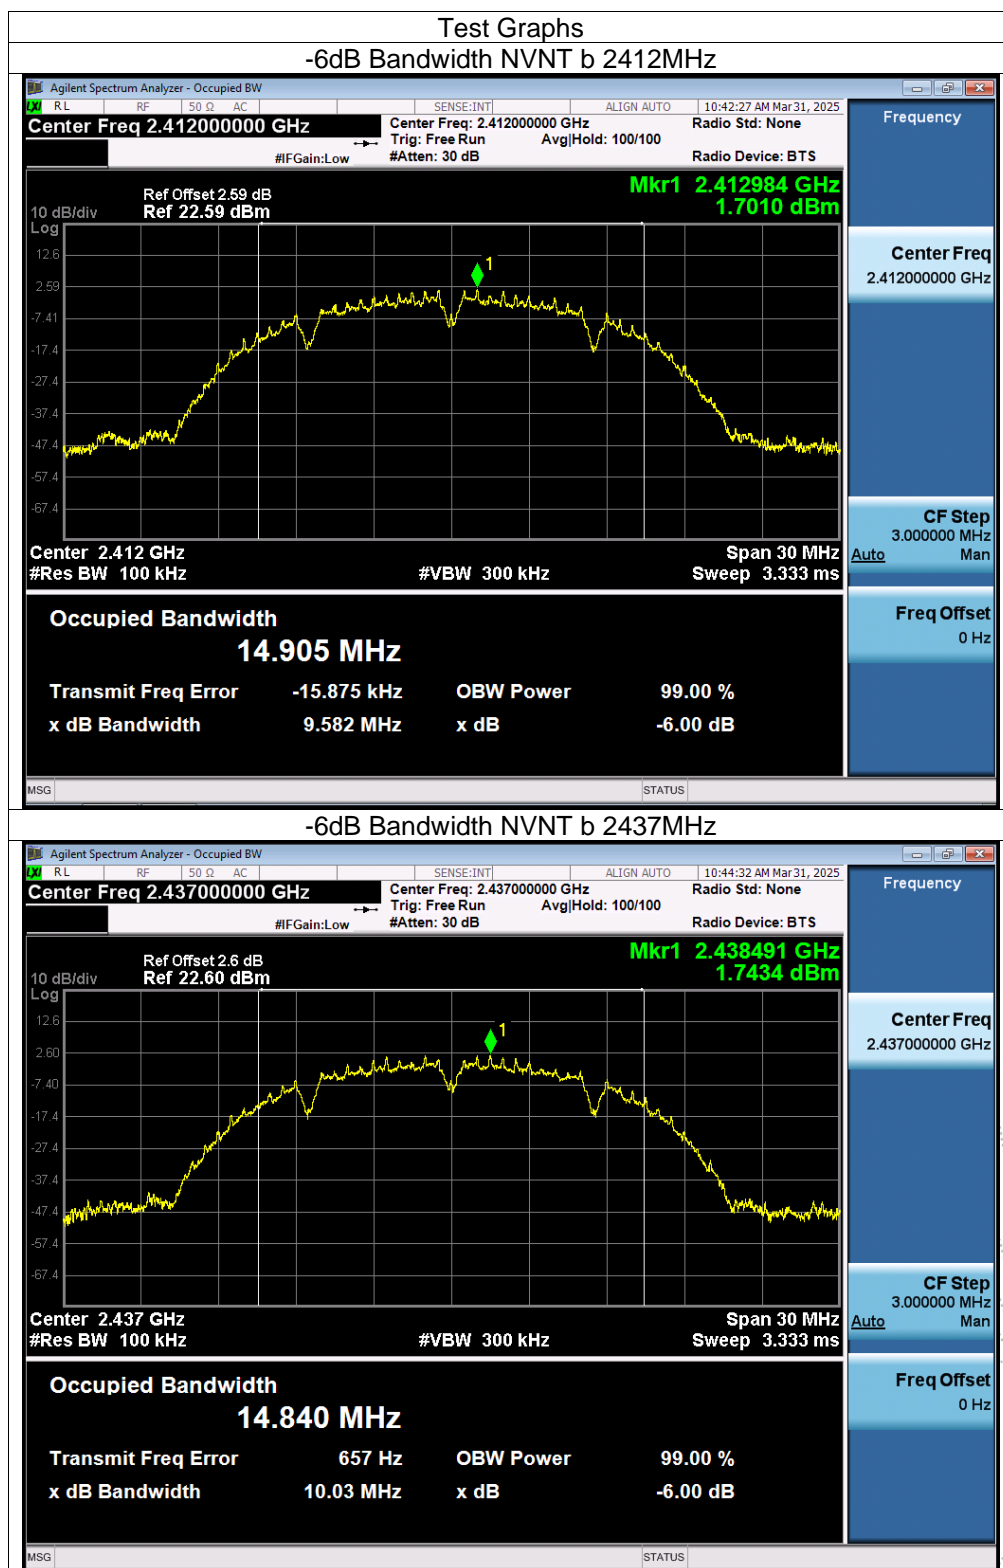 Test Graphs
-6dB Bandwidth NVNT b 2412MHz
Agilent Spectrum Analyzer - Occupied BW
LXI RL RF 50 Ω AC SENSE:INT ALIGN AUTO 10:42:27 AM Mar 31, 2025
Center Freq 2.412000000 GHz
Center Freq: 2.412000000 GHz
Radio Std: None
Trig: Free Run Avg|Hold: 100/100
#IFGain:Low
#Atten: 30 dB
Radio Device: BTS
Frequency
Mkr1 2.412984 GHz
1.7010 dBm
Ref Offset 2.59 dB
10 dB/div Ref 22.59 dBm
Log
12.6
2.59
-7.41
-17.4
-27.4
-37.4
-47.4
-57.4
-67.4
1
Center Freq
2.412000000 GHz
Center 2.412 GHz Span 30 MHz
#Res BW 100 kHz #VBW 300 kHz Sweep 3.333 ms
CF Step
3.000000 MHz
Auto Man
Freq Offset
0 Hz
Occupied Bandwidth
14.905 MHz
Transmit Freq Error -15.875 kHz OBW Power 99.00 %
x dB Bandwidth 9.582 MHz x dB -6.00 dB
MSG STATUS
-6dB Bandwidth NVNT b 2437MHz
Agilent Spectrum Analyzer - Occupied BW
LXI RL RF 50 Ω AC SENSE:INT ALIGN AUTO 10:44:32 AM Mar 31, 2025
Center Freq 2.437000000 GHz
Center Freq: 2.437000000 GHz
Radio Std: None
Trig: Free Run Avg|Hold: 100/100
#IFGain:Low
#Atten: 30 dB
Radio Device: BTS
Frequency
Mkr1 2.438491 GHz
1.7434 dBm
Ref Offset 2.6 dB
10 dB/div Ref 22.60 dBm
Log
12.6
2.60
-7.40
-17.4
-27.4
-37.4
-47.4
-57.4
-67.4
1
Center Freq
2.437000000 GHz
Center 2.437 GHz Span 30 MHz
#Res BW 100 kHz #VBW 300 kHz Sweep 3.333 ms
CF Step
3.000000 MHz
Auto Man
Freq Offset
0 Hz
Occupied Bandwidth
14.840 MHz
Transmit Freq Error 657 Hz OBW Power 99.00 %
x dB Bandwidth 10.03 MHz x dB -6.00 dB
MSG STATUS